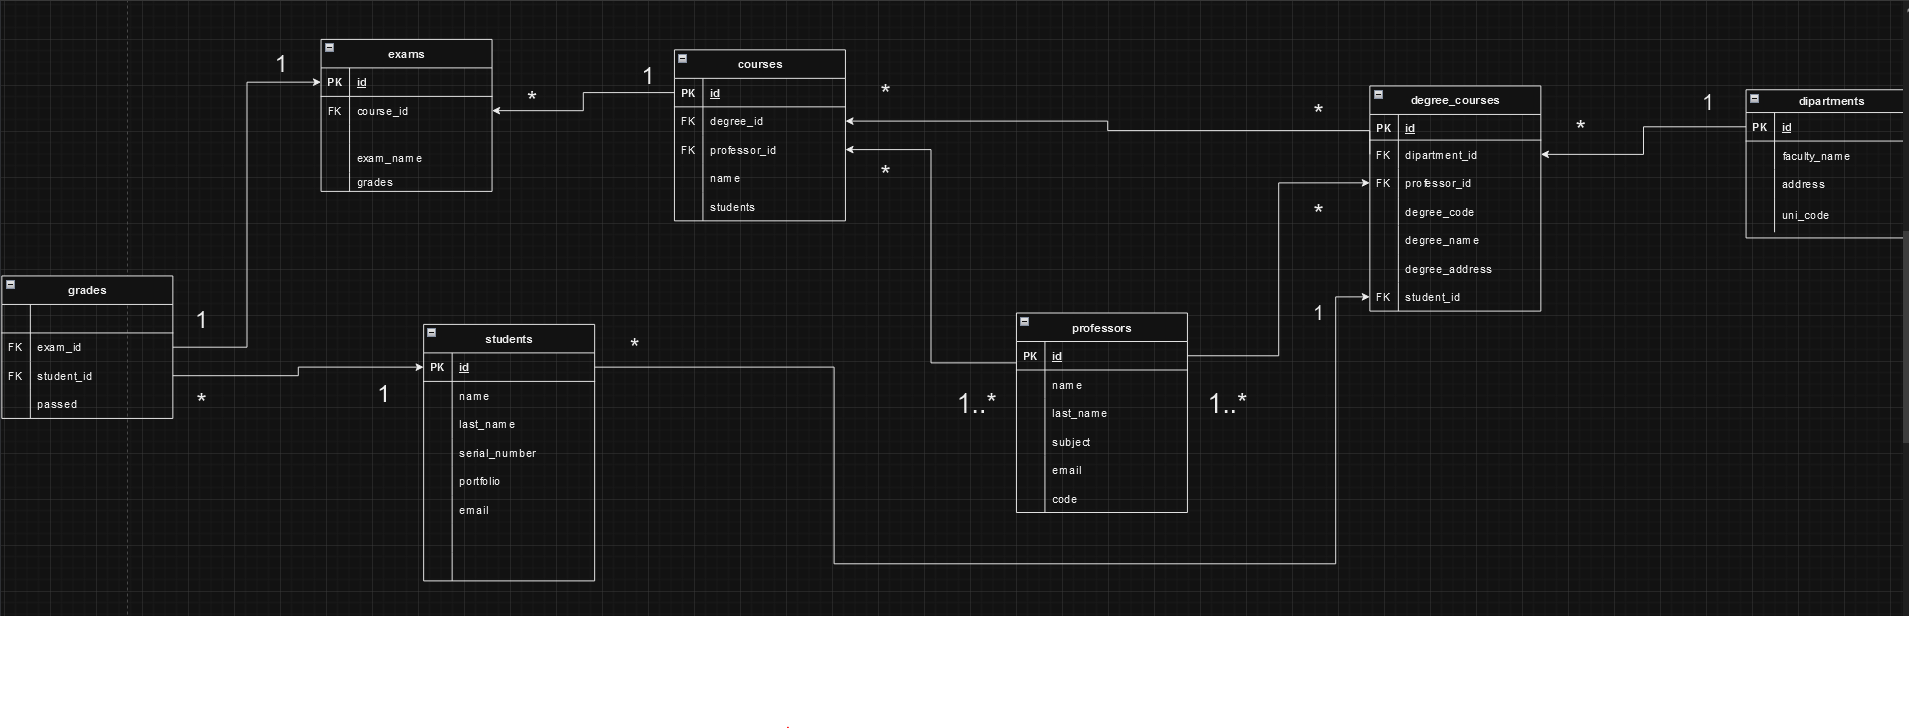 exams
PK id
FK course_id
exam_name
grades
1
*
1
courses
PK id
FK degree_id
FK professor_id
name
students
*
*
*
*
degree_courses
PK id
FK dipartment_id
FK professor_id
degree_code
degree_name
degree_address
FK student_id
*
1
dipartments
PK id
faculty_name
address
uni_code
grades
FK exam_id
FK student_id
passed
1
*
1
students
PK id
name
last_name
serial_number
portfolio
email
*
professors
PK id
name
last_name
subject
email
code
1..*
1..*
1